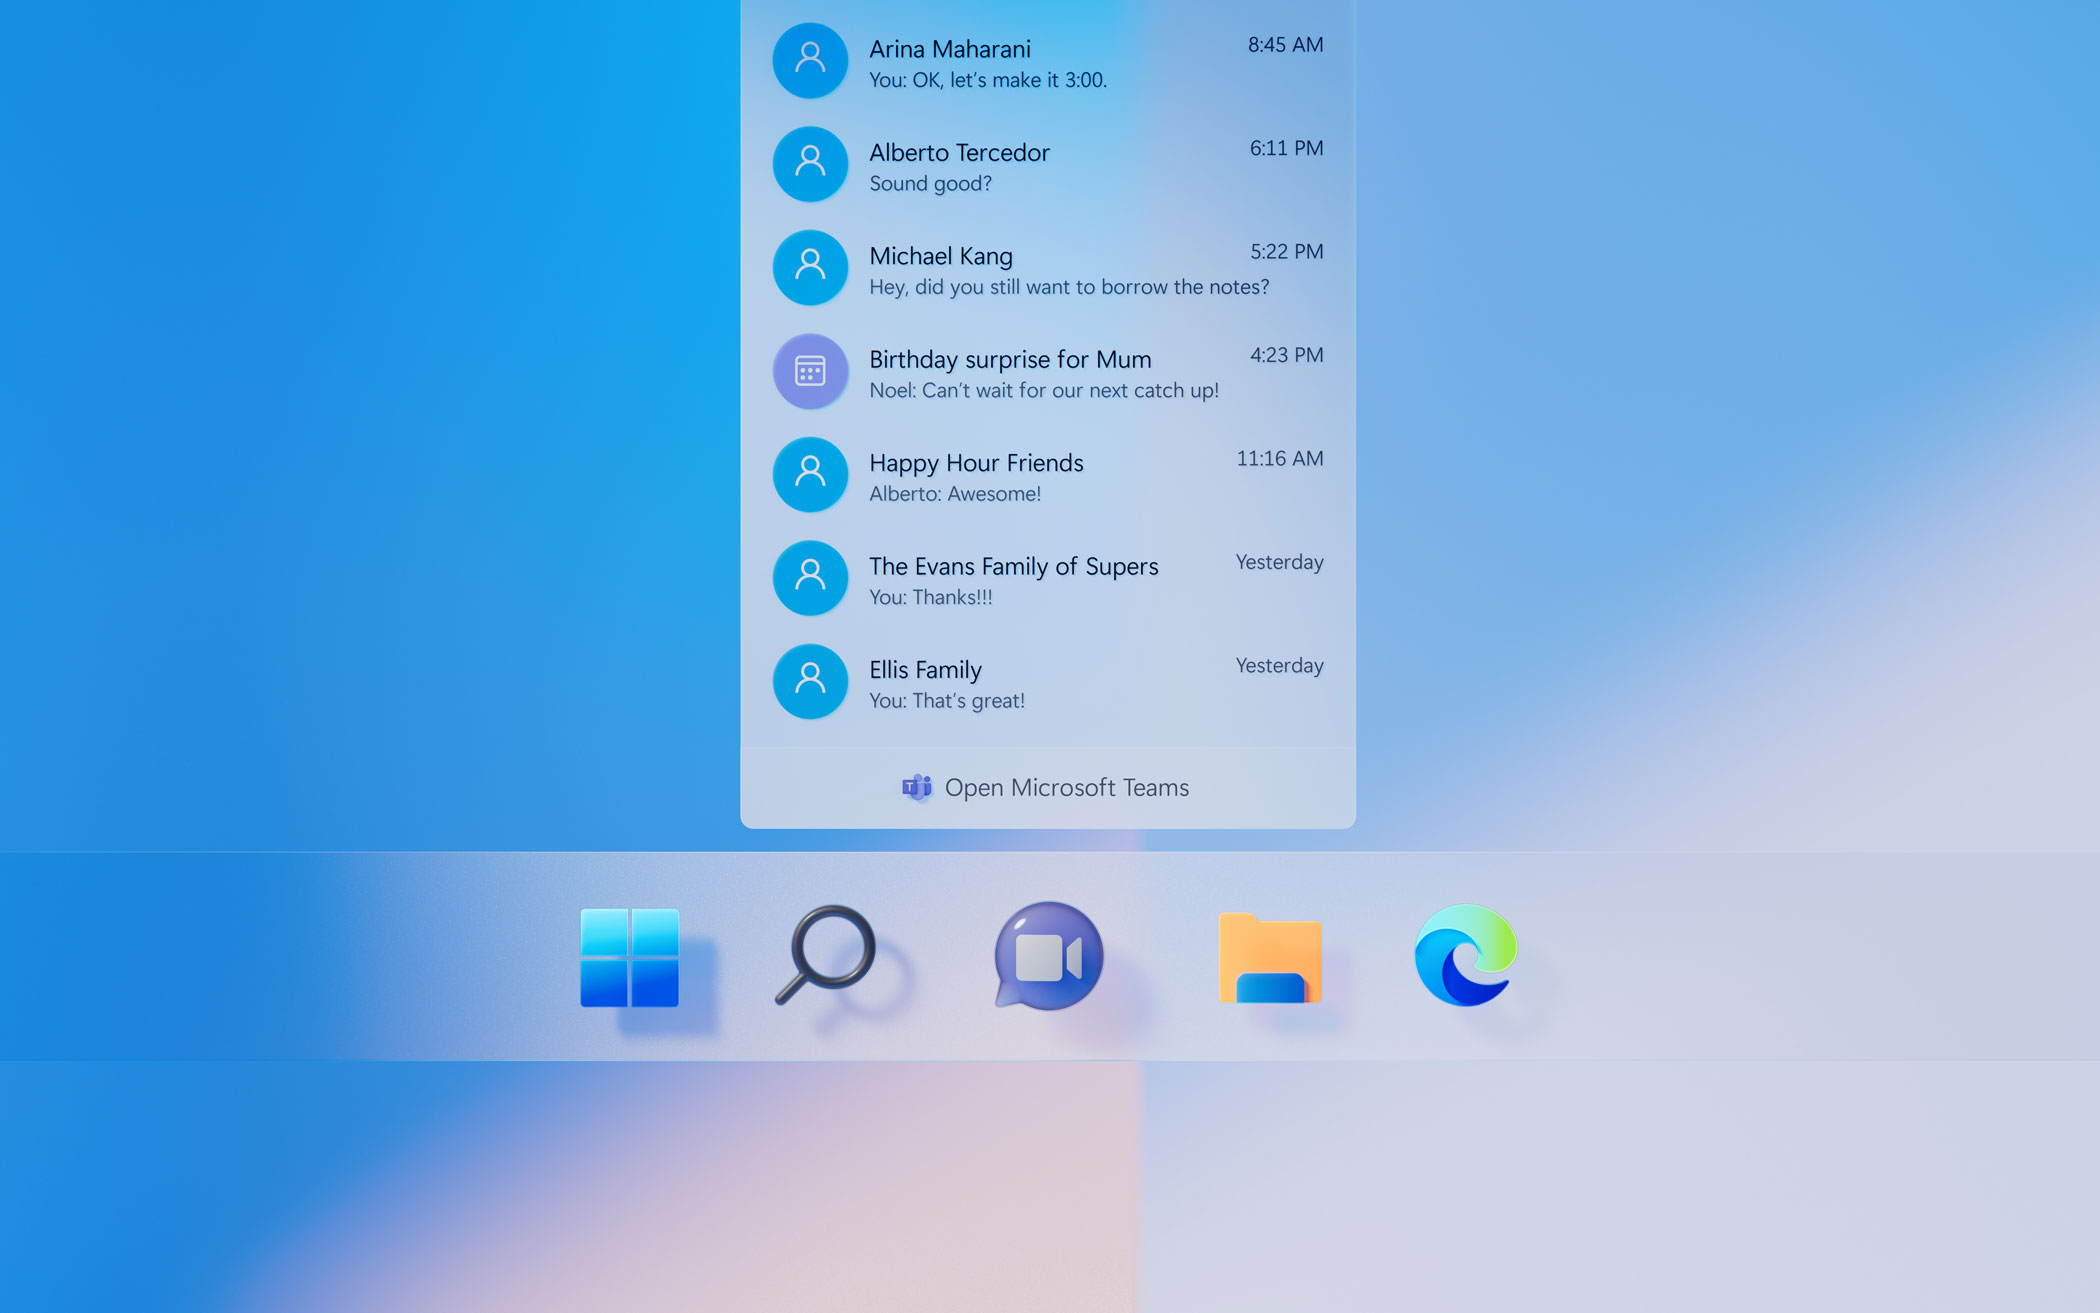 Arina Maharani
8:45 AM
You: OK, let's make it 3:00.
Alberto Tercedor
6:11 PM
Sound good?
Michael Kang
5:22 PM
Hey, did you still want to borrow the notes?
Birthday surprise for Mum
4:23 PM
Noel: Can't wait for our next catch up!
Happy Hour Friends
11:16 AM
Alberto: Awesome!
The Evans Family of Supers
Yesterday
You: Thanks!!!
Ellis Family
Yesterday
You: That's great!
T
Open Microsoft Teams